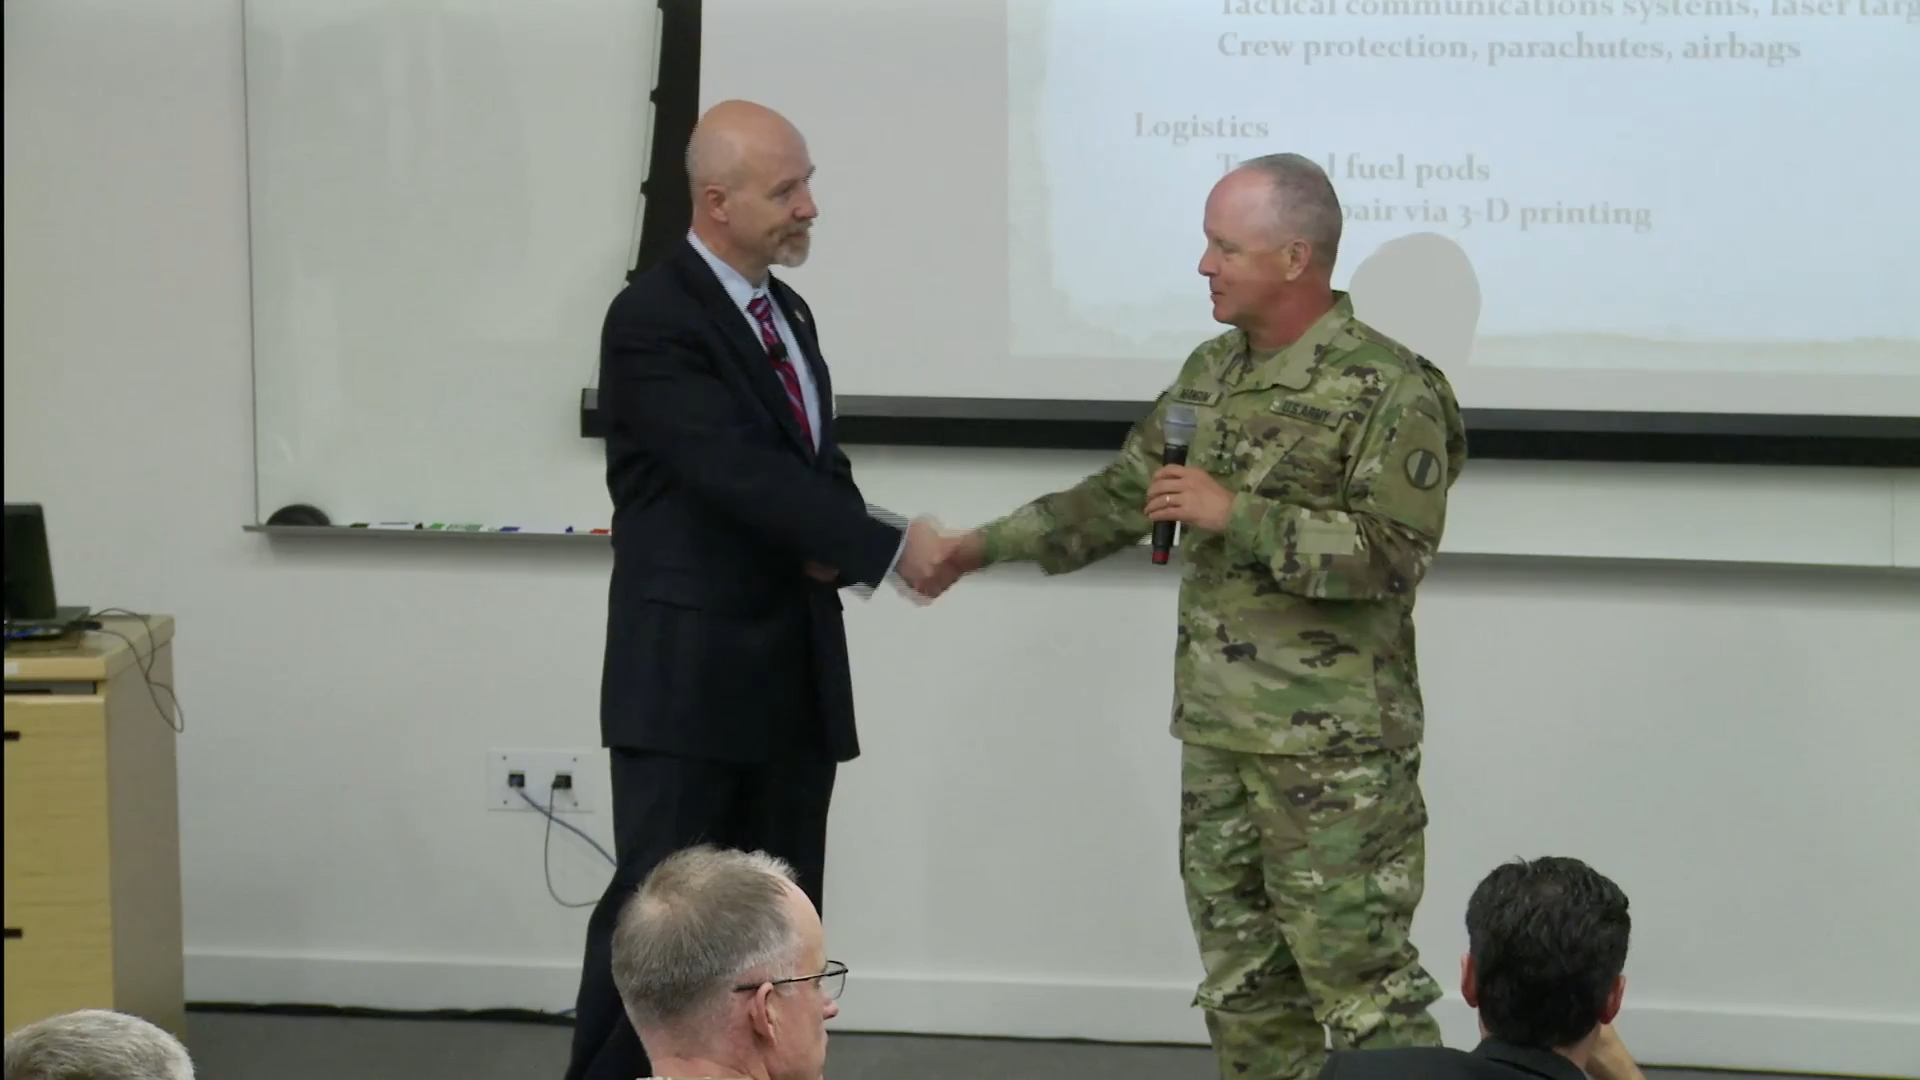 Tactical communications systems, laser targ
Crew protection, parachutes, airbags
Logistics
fuel pods
pair via 3-D printing
U.S. ARMY